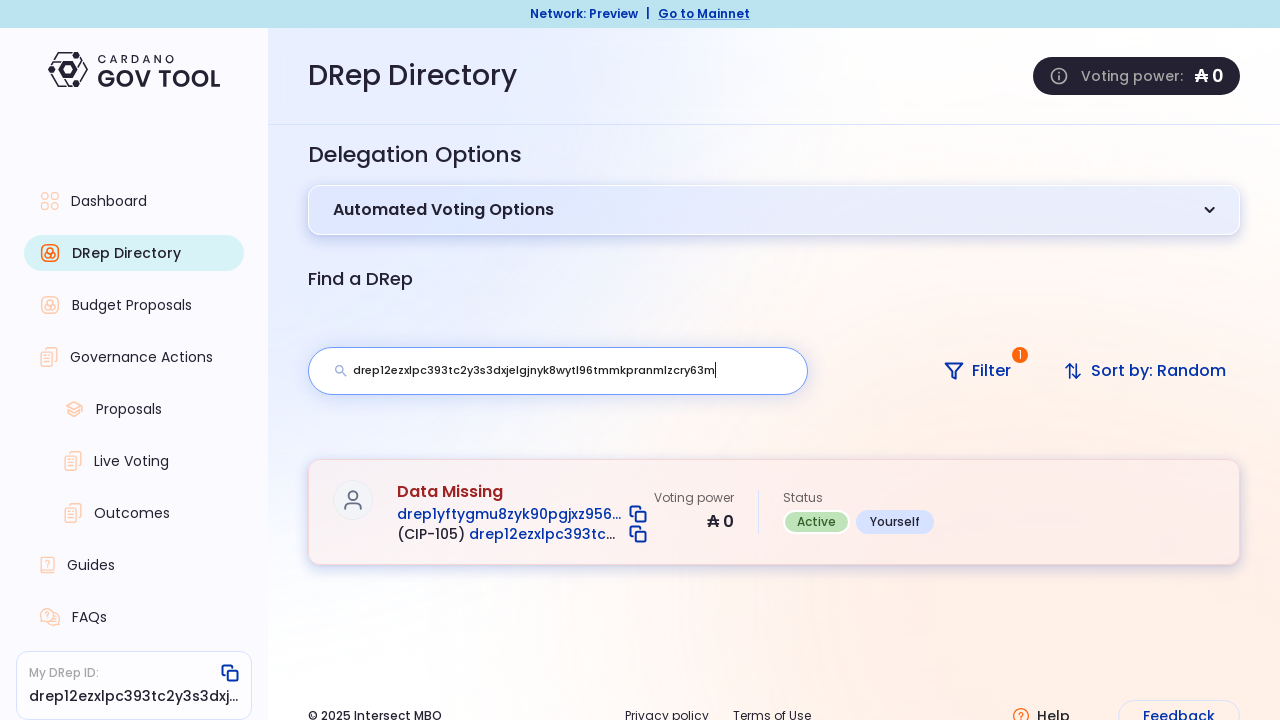 Network: Preview | Go to Mainnet
CARDANO
GOV TOOL
DRep Directory
Voting power: ₳ 0
Delegation Options
Automated Voting Options
Find a DRep
drep12ezxlpc393tc2y3s3dxjelgjnyk8wytl96tmmkpranmlzcry63m
Filter
1
Sort by: Random
Data Missing
drep1yftygmu8zyk90pgjxz956...
(CIP-105) drep12ezxlpc393tc...
Voting power
₳ 0
Status
Active
Yourself
Dashboard
DRep Directory
Budget Proposals
Governance Actions
Proposals
Live Voting
Outcomes
Guides
FAQs
My DRep ID:
drep12ezxlpc393tc2y3s3dxj...
© 2025 Intersect MBO
Privacy policy
Terms of Use
Help
Feedback